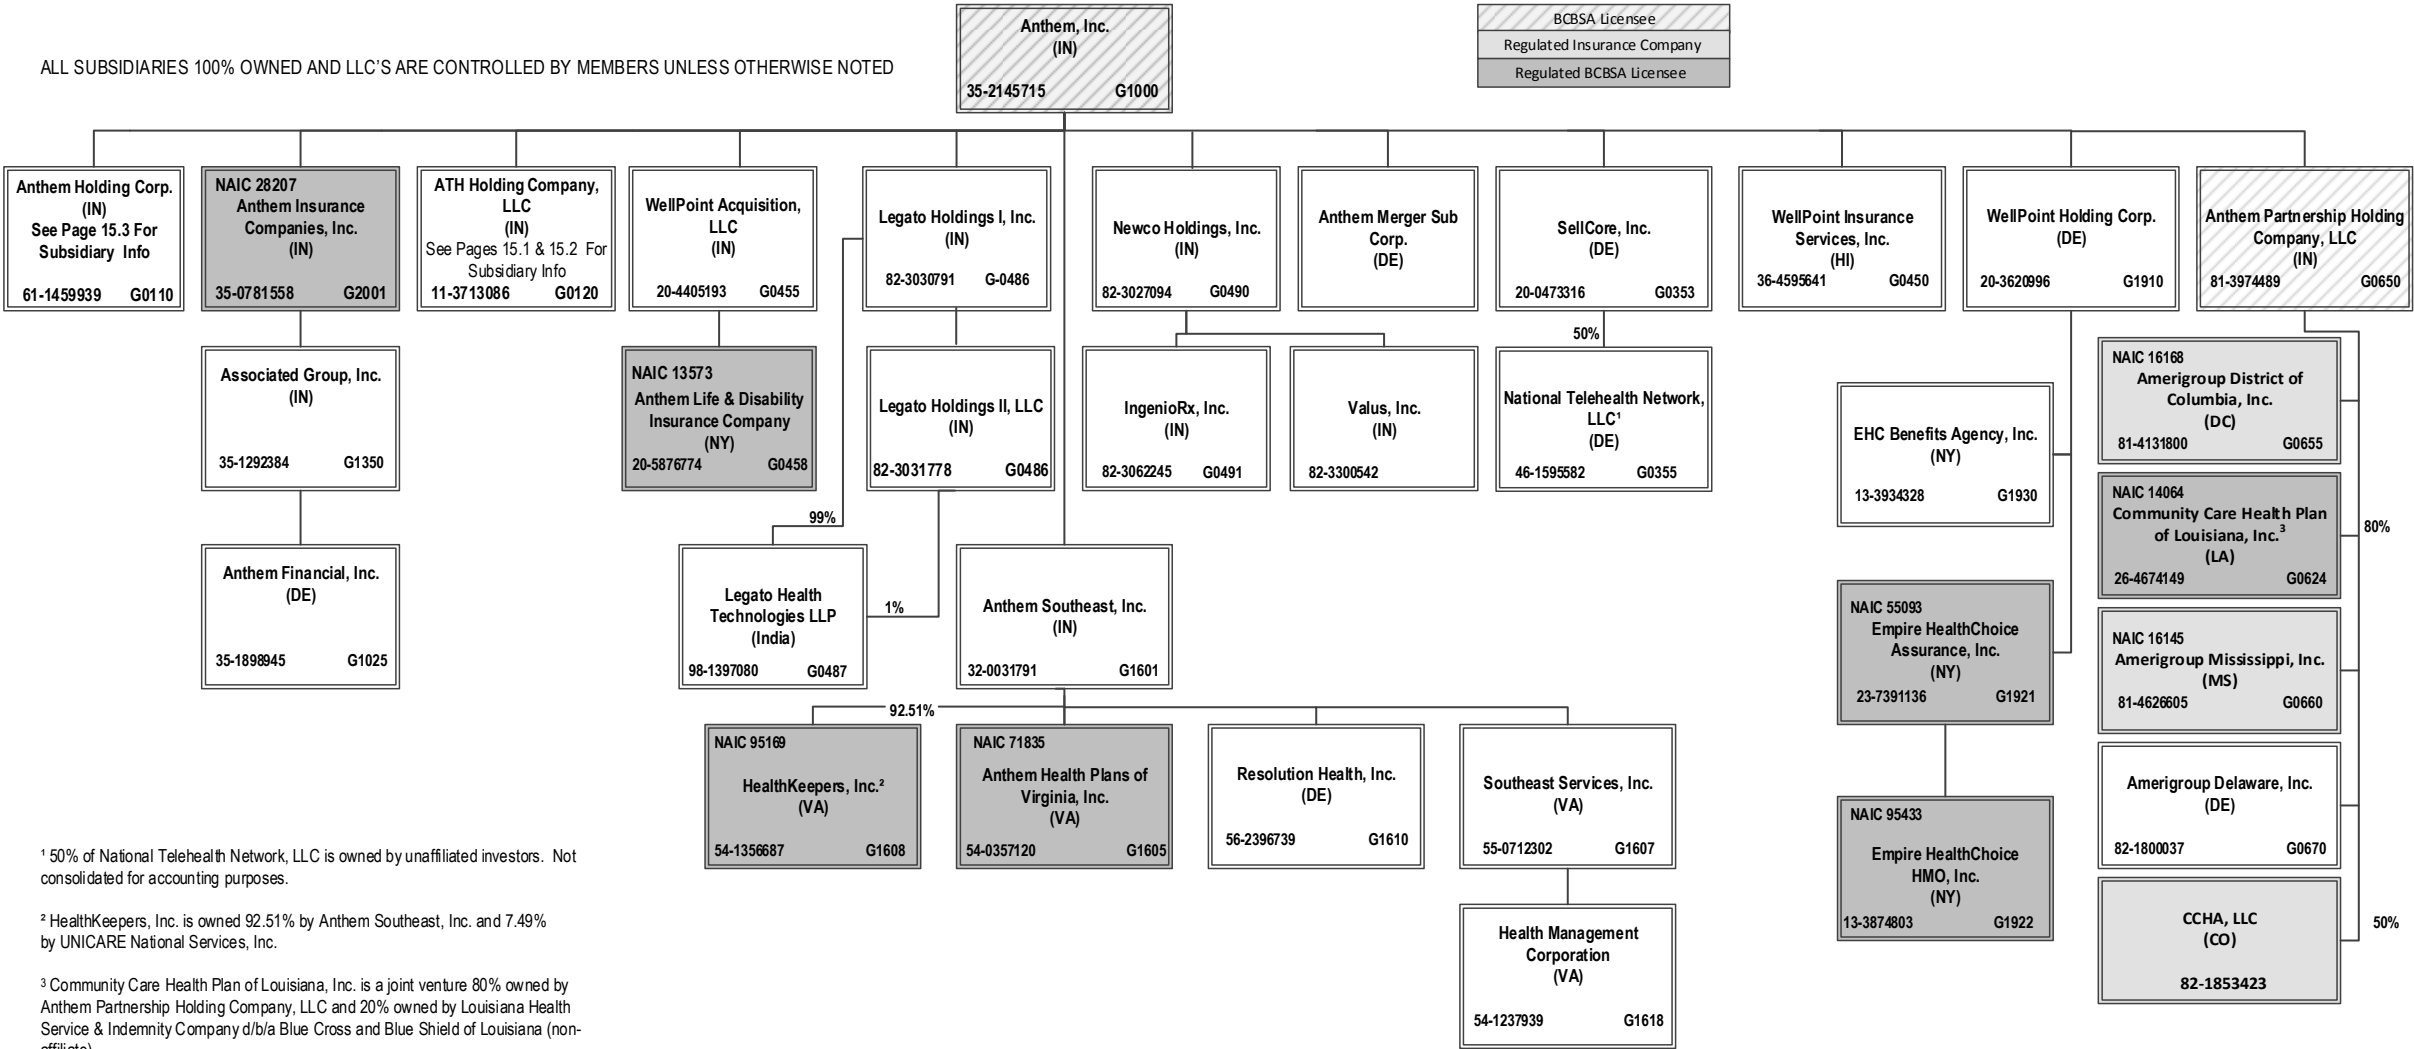 Anthem, Inc.
(IN)
35-2145715 G1000
BCBSA Licensee
Regulated Insurance Company
Regulated BCBSA Licensee
ALL SUBSIDIARIES 100% OWNED AND LLC'S ARE CONTROLLED BY MEMBERS UNLESS OTHERWISE NOTED
Anthem Holding Corp.
(IN)
See Page 15.3 For
Subsidiary Info
61-1459939 G0110
NAIC 28207
Anthem Insurance
Companies, Inc.
(IN)
35-0781558 G2001
ATH Holding Company,
LLC
(IN)
See Pages 15.1 & 15.2 For
Subsidiary Info
11-3713086 G0120
WellPoint Acquisition,
LLC
(IN)
20-4405193 G0455
Legato Holdings I, Inc.
(IN)
82-3030791 G-0486
Newco Holdings, Inc.
(IN)
82-3027094 G0490
Anthem Merger Sub
Corp.
(DE)
SellCore, Inc.
(DE)
20-0473316 G0353
WellPoint Insurance
Services, Inc.
(HI)
36-4595641 G0450
WellPoint Holding Corp.
(DE)
20-3620996 G1910
Anthem Partnership Holding
Company, LLC
(IN)
81-3974489 G0650
Associated Group, Inc.
(IN)
35-1292384 G1350
NAIC 13573
Anthem Life & Disability
Insurance Company
(NY)
20-5876774 G0458
Legato Holdings II, LLC
(IN)
82-3031778 G0486
IngenioRx, Inc.
(IN)
82-3062245 G0491
Valus, Inc.
(IN)
82-3300542
50%
National Telehealth Network,
LLC¹
(DE)
46-1595582 G0355
EHC Benefits Agency, Inc.
(NY)
13-3934328 G1930
NAIC 16168
Amerigroup District of
Columbia, Inc.
(DC)
81-4131800 G0655
NAIC 14064
Community Care Health Plan
of Louisiana, Inc.³
(LA)
26-4674149 G0624
80%
Anthem Financial, Inc.
(DE)
35-1898945 G1025
99%
Legato Health
Technologies LLP
(India)
98-1397080 G0487
1%
Anthem Southeast, Inc.
(IN)
32-0031791 G1601
NAIC 55093
Empire HealthChoice
Assurance, Inc.
(NY)
23-7391136 G1921
NAIC 16145
Amerigroup Mississippi, Inc.
(MS)
81-4626605 G0660
92.51%
NAIC 95169
HealthKeepers, Inc.²
(VA)
54-1356687 G1608
NAIC 71835
Anthem Health Plans of
Virginia, Inc.
(VA)
54-0357120 G1605
Resolution Health, Inc.
(DE)
56-2396739 G1610
Southeast Services, Inc.
(VA)
55-0712302 G1607
NAIC 95433
Empire HealthChoice
HMO, Inc.
(NY)
13-3874803 G1922
Amerigroup Delaware, Inc.
(DE)
82-1800037 G0670
CCHA, LLC
(CO)
82-1853423
50%
Health Management
Corporation
(VA)
54-1237939 G1618
¹ 50% of National Telehealth Network, LLC is owned by unaffiliated investors. Not
consolidated for accounting purposes.
² HealthKeepers, Inc. is owned 92.51% by Anthem Southeast, Inc. and 7.49%
by UNICARE National Services, Inc.
³ Community Care Health Plan of Louisiana, Inc. is a joint venture 80% owned by
Anthem Partnership Holding Company, LLC and 20% owned by Louisiana Health
Service & Indemnity Company d/b/a Blue Cross and Blue Shield of Louisiana (non-